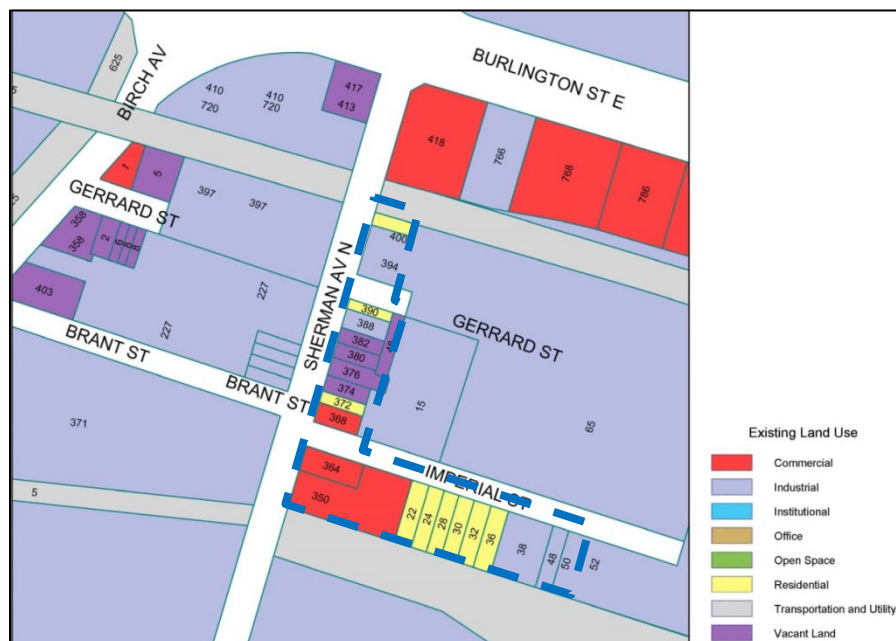 BURLINGTON ST E
BIRCH AV
625
410
720
410
720
417
413
418
766
768
786
1
5
GERRARD ST
397
397
400
394
358
358
2
6
8
403
227
227
SHERMAN AV N
390
388
382
380
376
374
372
368
48
GERRARD ST
15
65
BRANT ST
BRANT ST
371
5
364
350
IMPERIAL ST
22
24
28
30
32
36
38
48
50
52
Existing Land Use
Commercial
Industrial
Institutional
Office
Open Space
Residential
Transportation and Utility
Vacant Land